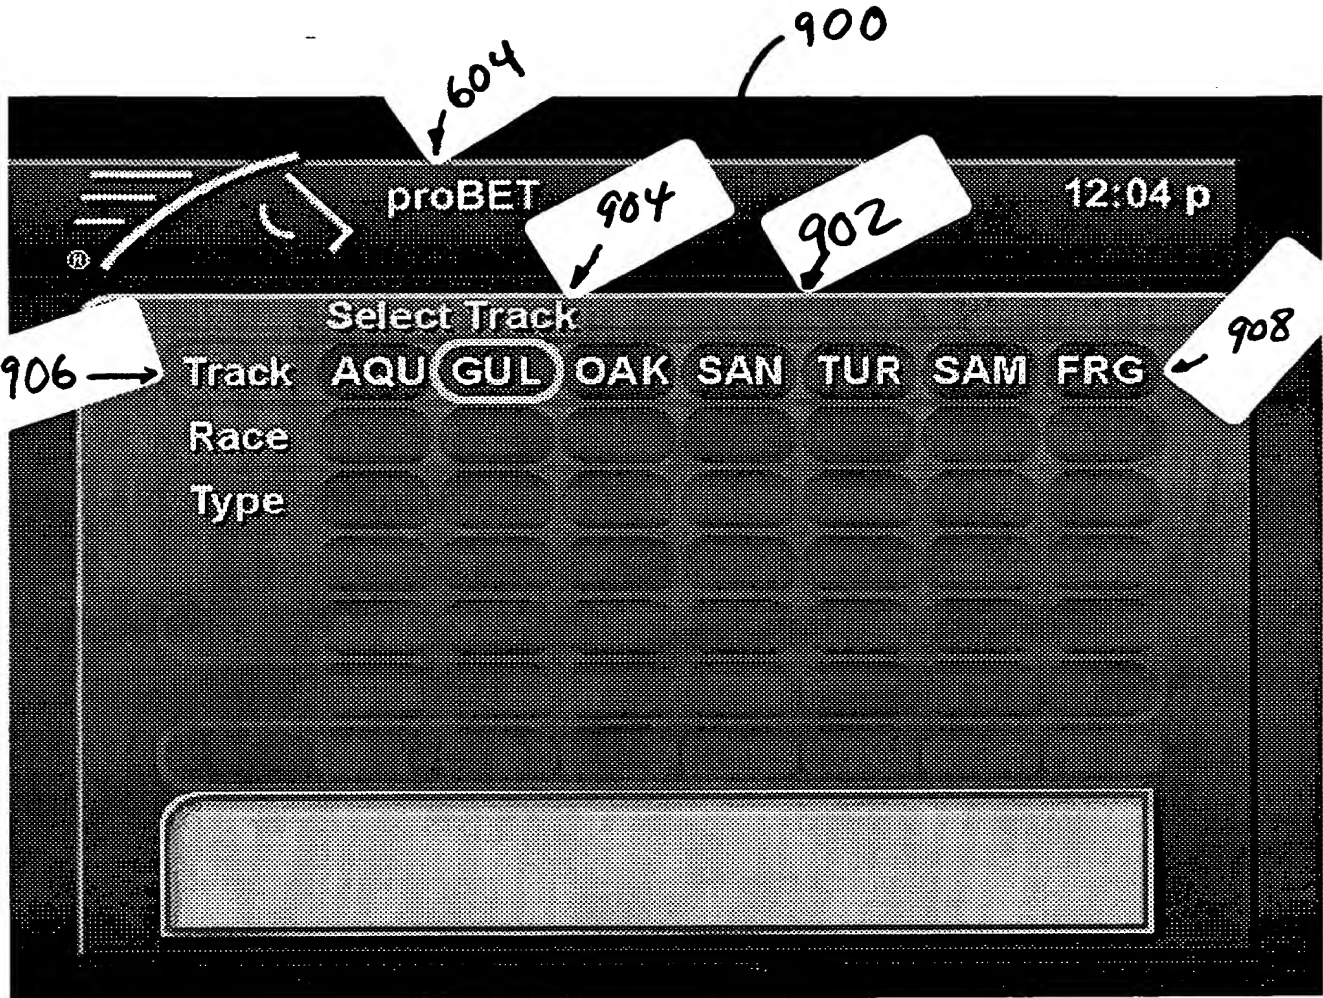 900
604
proBET
904
902
12:04 p
®
Select Track
908
906
Track AQU GUL OAK SAN TUR SAM FRG
Race
Type